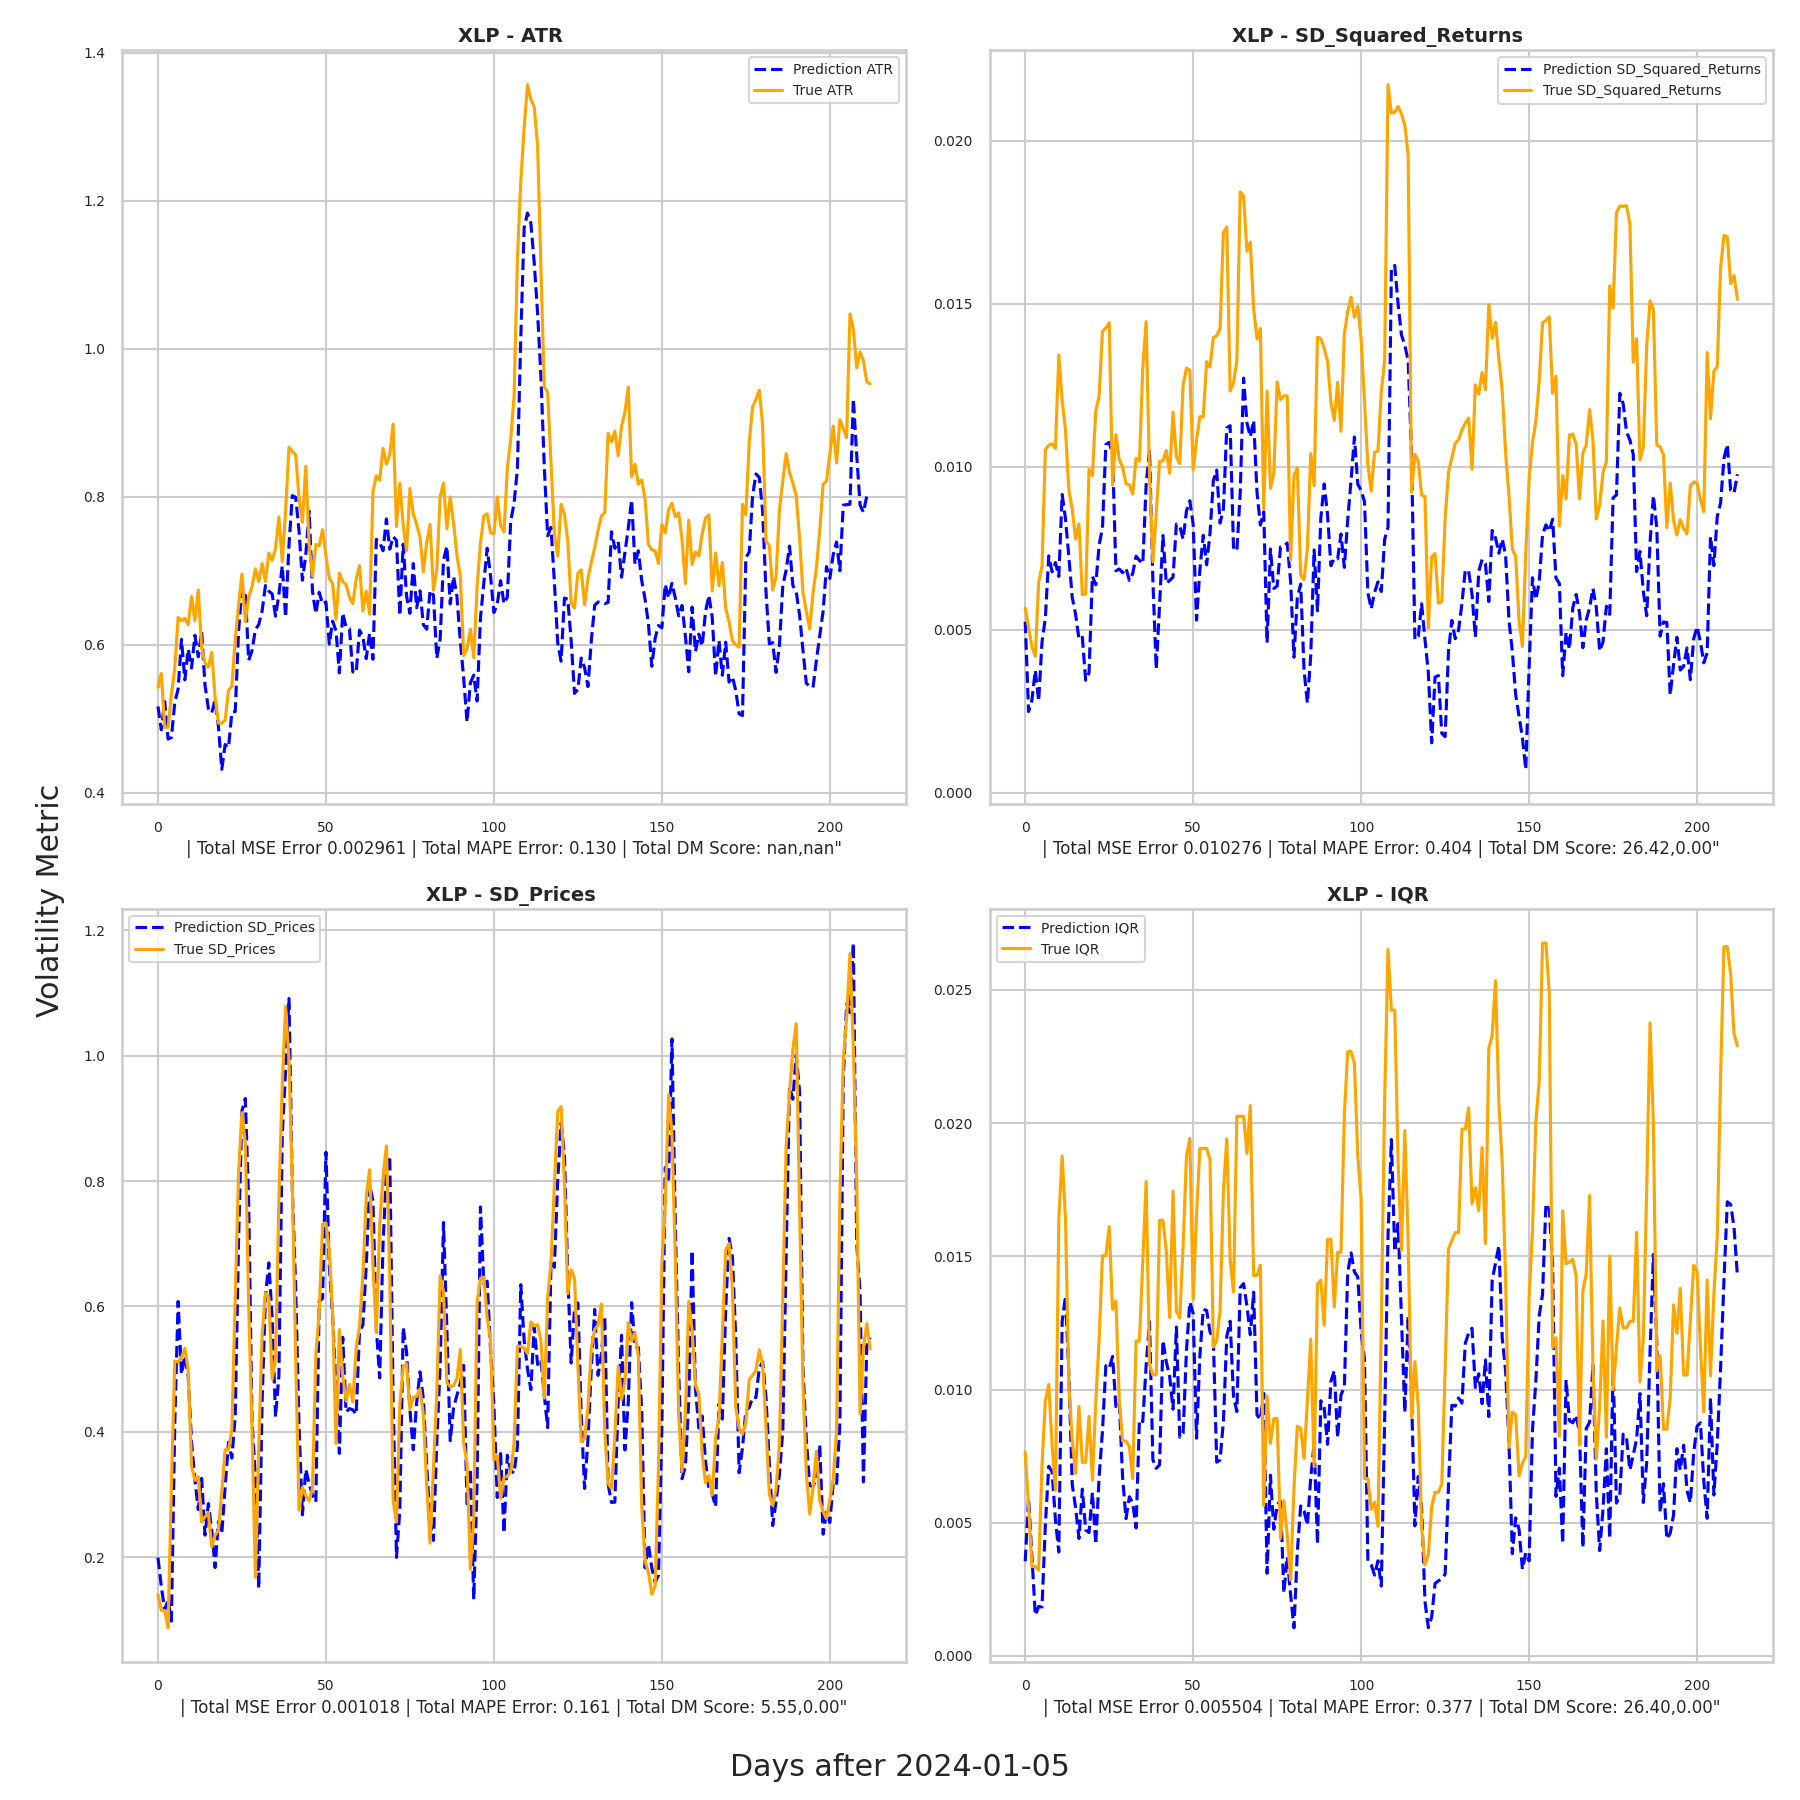 XLP - ATR
1.4
1.2
1.0
0.8
0.6
0.4
0
50
100
150
200
Prediction ATR
True ATR
| Total MSE Error 0.002961 | Total MAPE Error: 0.130 | Total DM Score: nan,nan"
XLP - SD_Squared_Returns
0.020
0.015
0.010
0.005
0.000
0
50
100
150
200
Prediction SD_Squared_Returns
True SD_Squared_Returns
| Total MSE Error 0.010276 | Total MAPE Error: 0.404 | Total DM Score: 26.42,0.00"
Volatility Metric
XLP - SD_Prices
Prediction SD_Prices
True SD_Prices
1.2
1.0
0.8
0.6
0.4
0.2
0
50
100
150
200
| Total MSE Error 0.001018 | Total MAPE Error: 0.161 | Total DM Score: 5.55,0.00"
XLP - IQR
Prediction IQR
True IQR
0.025
0.020
0.015
0.010
0.005
0.000
0
50
100
150
200
| Total MSE Error 0.005504 | Total MAPE Error: 0.377 | Total DM Score: 26.40,0.00"
Days after 2024-01-05